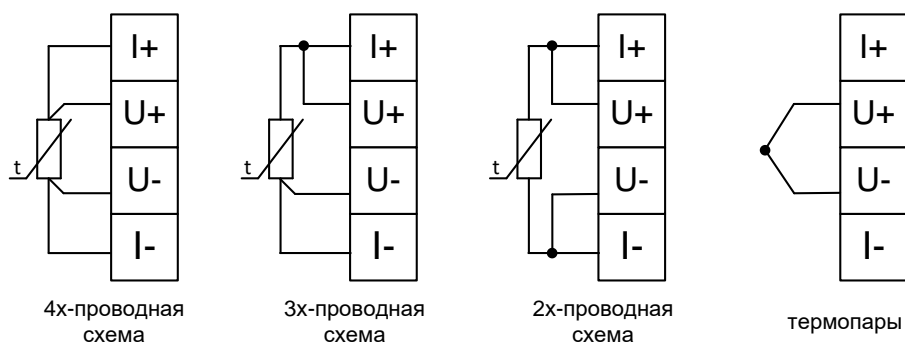 I+
U+
U-
I-
t
4х-проводная
схема
I+
U+
U-
I-
t
3х-проводная
схема
I+
U+
U-
I-
t
2х-проводная
схема
I+
U+
U-
I-
термопары